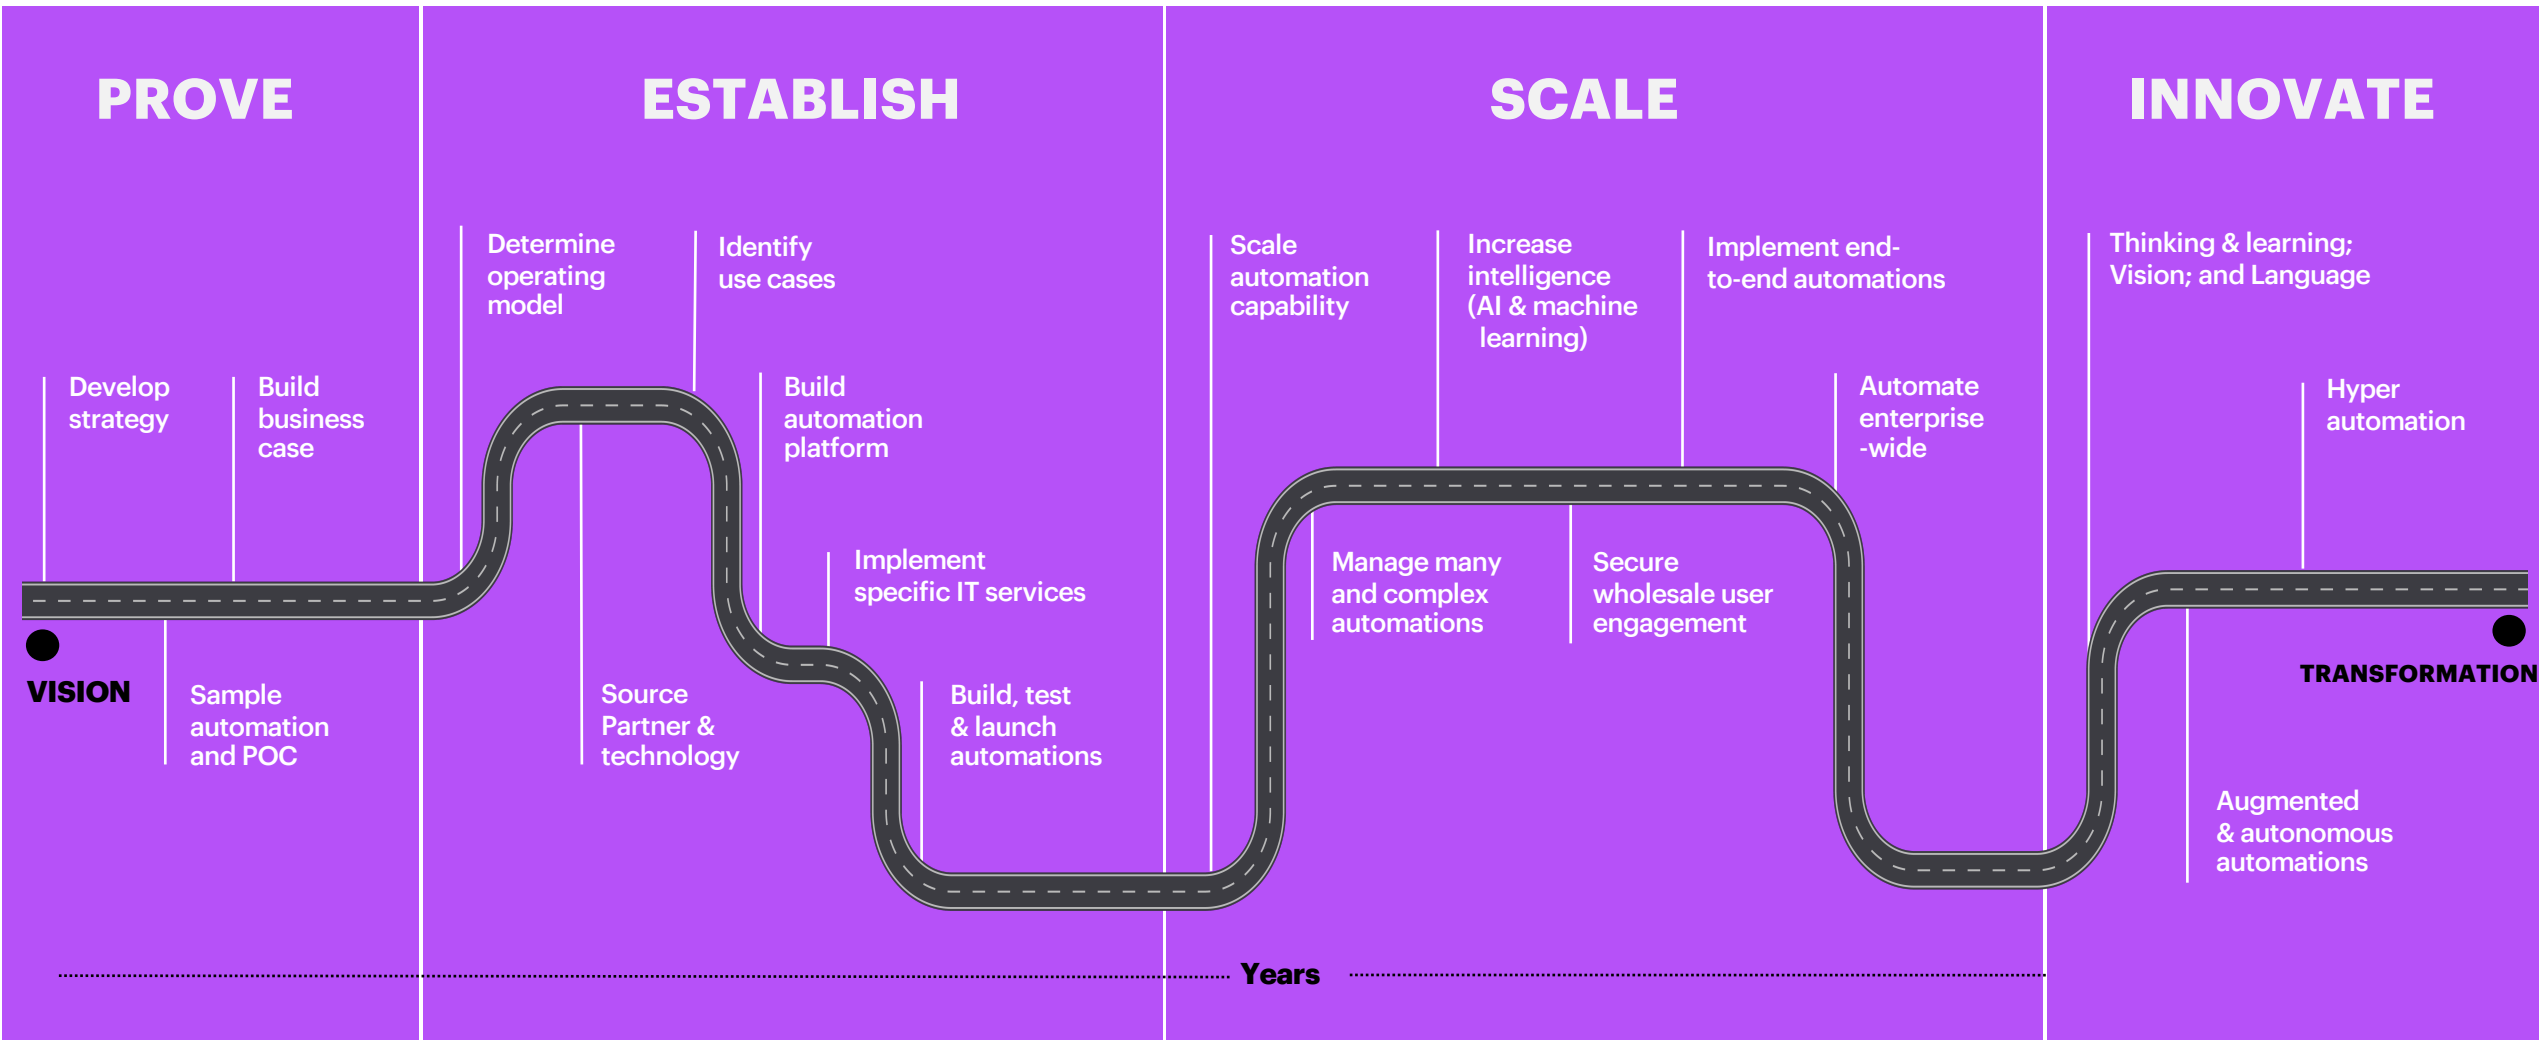 PROVE
ESTABLISH
SCALE
INNOVATE
Develop
strategy
Build
business
case
Sample
automation
and POC
VISION
Determine
operating
model
Identify
use cases
Build
automation
platform
Implement
specific IT services
Source
Partner &
technology
Build, test
& launch
automations
Scale
automation
capability
Increase
intelligence
(AI & machine
learning)
Implement end-
to-end automations
Automate
enterprise
-wide
Manage many
and complex
automations
Secure
wholesale user
engagement
Thinking & learning;
Vision; and Language
Hyper
automation
TRANSFORMATION
Augmented
& autonomous
automations
Years